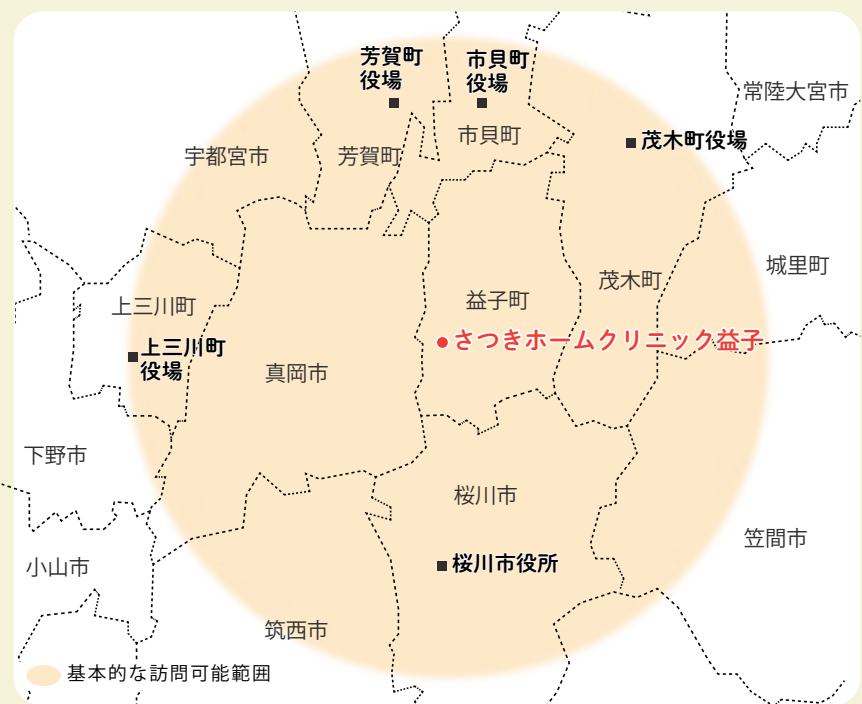 芳賀町
役場
市貝町
役場
常陸大宮市
市貝町
茂木町役場
宇都宮市
芳賀町
城里町
茂木町
益子町
上三川町
さつきホームクリニック益子
上三川町
役場
真岡市
下野市
桜川市
笠間市
桜川市役所
小山市
筑西市
基本的な訪問可能範囲